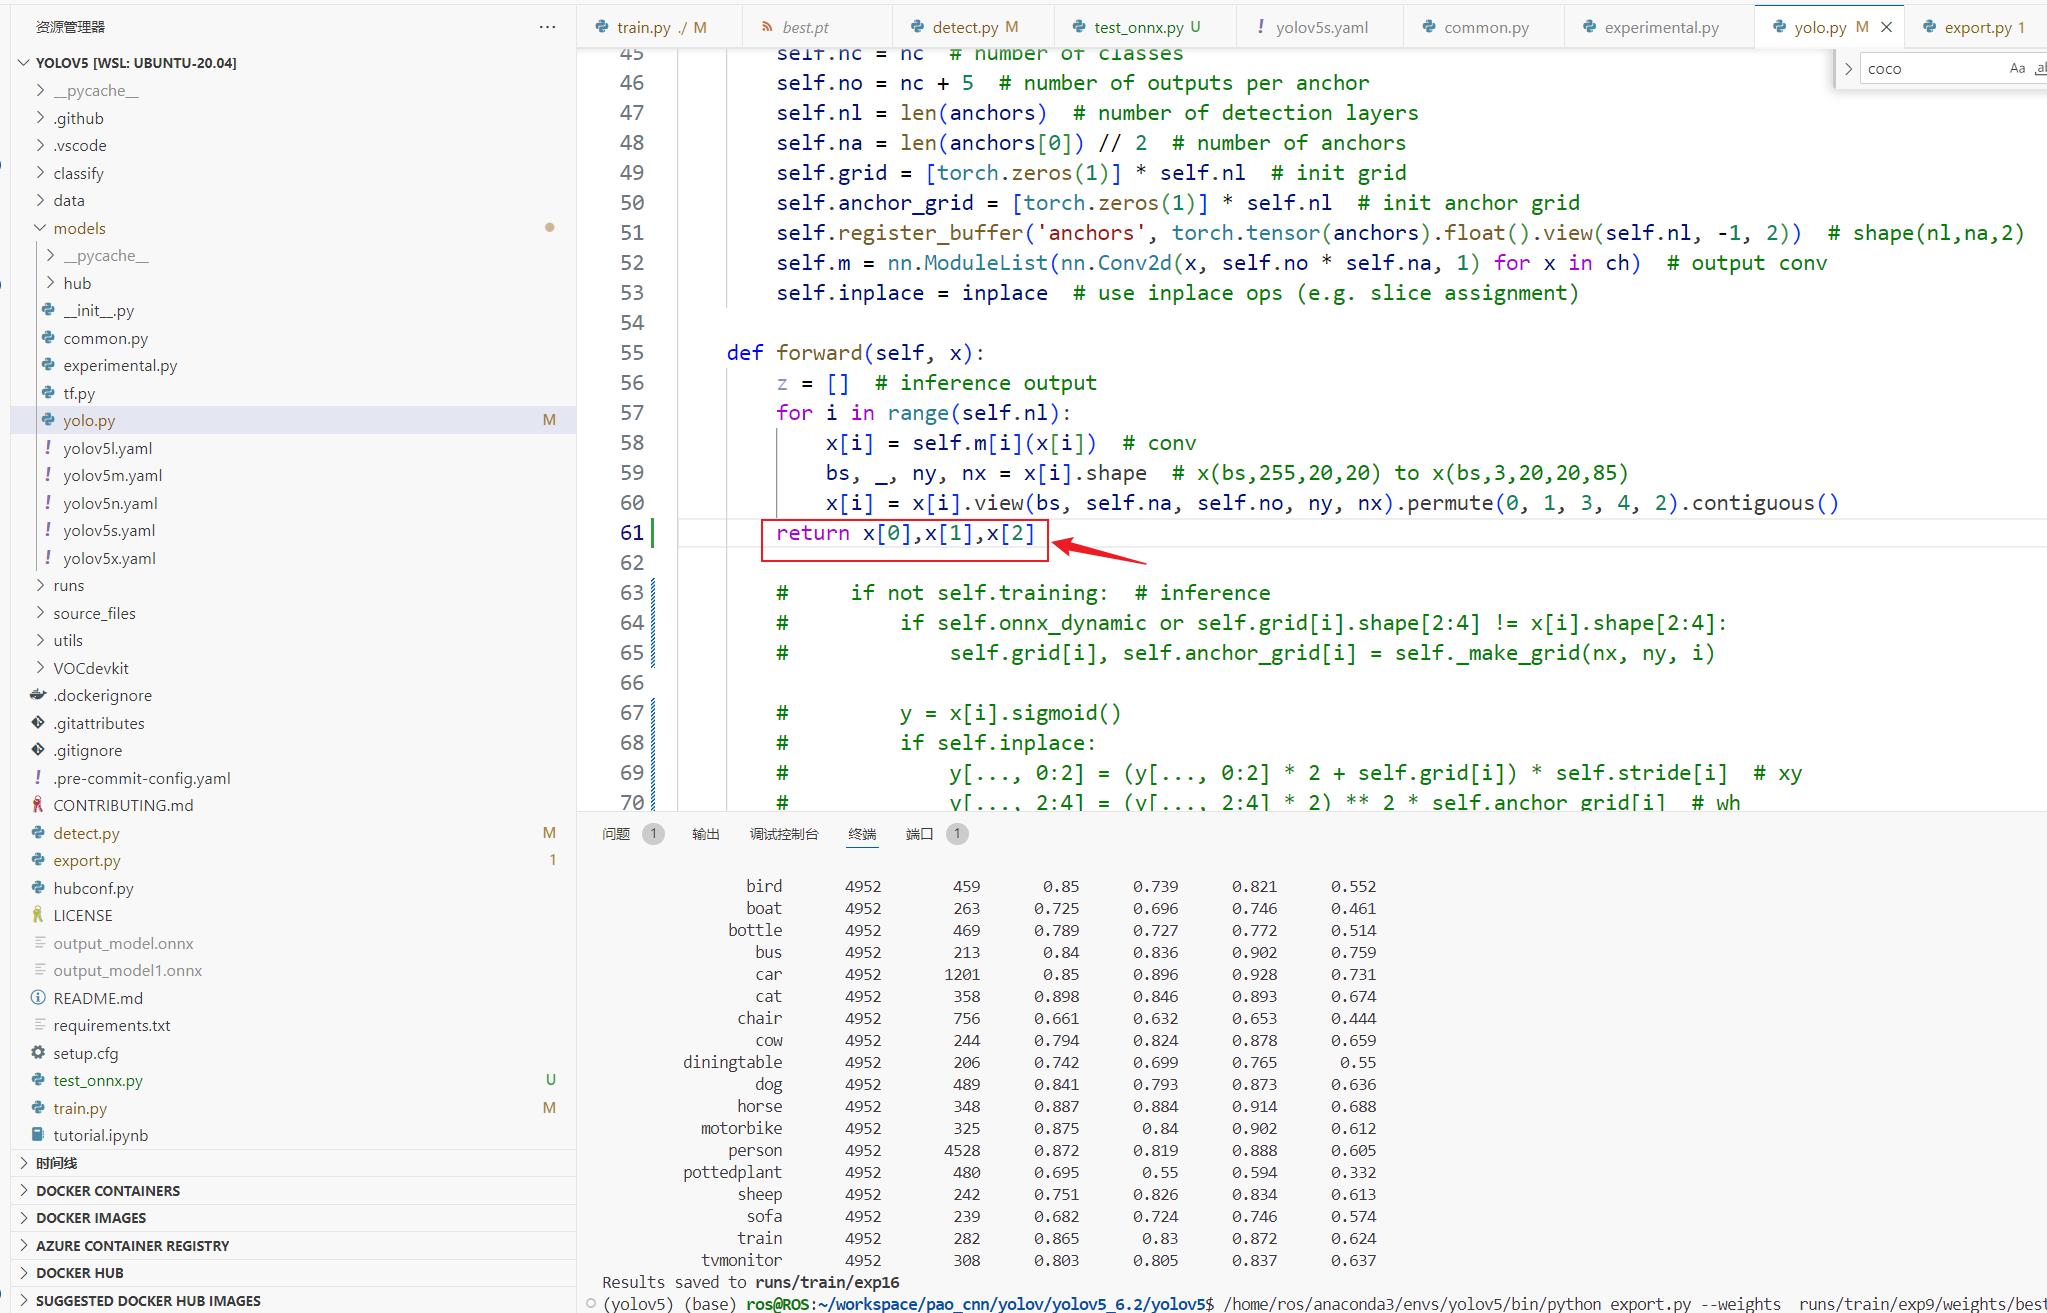 资源管理器
···
YOLOV5 [WSL: UBUNTU-20.04]
__pycache__
.github
.vscode
classify
data
models
__pycache__
hub
__init__.py
common.py
experimental.py
tf.py
yolo.py M
! yolov5l.yaml
! yolov5m.yaml
! yolov5n.yaml
! yolov5s.yaml
! yolov5x.yaml
runs
source_files
utils
VOCdevkit
.dockerignore
.gitattributes
.gitignore
! .pre-commit-config.yaml
CONTRIBUTING.md
detect.py M
export.py 1
hubconf.py
LICENSE
output_model.onnx
output_model1.onnx
README.md
requirements.txt
setup.cfg
test_onnx.py U
train.py M
tutorial.ipynb
时间线
DOCKER CONTAINERS
DOCKER IMAGES
AZURE CONTAINER REGISTRY
DOCKER HUB
SUGGESTED DOCKER HUB IMAGES
train.py ./ M
best.pt
detect.py M
test_onnx.py U
! yolov5s.yaml
common.py
experimental.py
yolo.py M
export.py 1
coco Aa ab
45 self.nc = nc # number of classes
46 self.no = nc + 5 # number of outputs per anchor
47 self.nl = len(anchors) # number of detection layers
48 self.na = len(anchors[0]) // 2 # number of anchors
49 self.grid = [torch.zeros(1)] * self.nl # init grid
50 self.anchor_grid = [torch.zeros(1)] * self.nl # init anchor grid
51 self.register_buffer('anchors', torch.tensor(anchors).float().view(self.nl, -1, 2)) # shape(nl,na,2)
52 self.m = nn.ModuleList(nn.Conv2d(x, self.no * self.na, 1) for x in ch) # output conv
53 self.inplace = inplace # use inplace ops (e.g. slice assignment)
54
55 def forward(self, x):
56 z = [] # inference output
57 for i in range(self.nl):
58 x[i] = self.m[i](x[i]) # conv
59 bs, _, ny, nx = x[i].shape # x(bs,255,20,20) to x(bs,3,20,20,85)
60 x[i] = x[i].view(bs, self.na, self.no, ny, nx).permute(0, 1, 3, 4, 2).contiguous()
61 return x[0],x[1],x[2]
62
63 # if not self.training: # inference
64 # if self.onnx_dynamic or self.grid[i].shape[2:4] != x[i].shape[2:4]:
65 # self.grid[i], self.anchor_grid[i] = self._make_grid(nx, ny, i)
66
67 # y = x[i].sigmoid()
68 # if self.inplace:
69 # y[..., 0:2] = (y[..., 0:2] * 2 + self.grid[i]) * self.stride[i] # xy
70 # y[..., 2:4] = (y[..., 2:4] * 2) ** 2 * self.anchor_grid[i] # wh
问题 1 输出 调试控制台 终端 端口 1
bird 4952 459 0.85 0.739 0.821 0.552
boat 4952 263 0.725 0.696 0.746 0.461
bottle 4952 469 0.789 0.727 0.772 0.514
bus 4952 213 0.84 0.836 0.902 0.759
car 4952 1201 0.85 0.896 0.928 0.731
cat 4952 358 0.898 0.846 0.893 0.674
chair 4952 756 0.661 0.632 0.653 0.444
cow 4952 244 0.794 0.824 0.878 0.659
diningtable 4952 206 0.742 0.699 0.765 0.55
dog 4952 489 0.841 0.793 0.873 0.636
horse 4952 348 0.887 0.884 0.914 0.688
motorbike 4952 325 0.875 0.84 0.902 0.612
person 4952 4528 0.872 0.819 0.888 0.605
pottedplant 4952 480 0.695 0.55 0.594 0.332
sheep 4952 242 0.751 0.826 0.834 0.613
sofa 4952 239 0.682 0.724 0.746 0.574
train 4952 282 0.865 0.83 0.872 0.624
tvmonitor 4952 308 0.803 0.805 0.837 0.637
Results saved to runs/train/exp16
(yolov5) (base) ros@ROS:~/workspace/pao_cnn/yolov/yolov5_6.2/yolov5$ /home/ros/anaconda3/envs/yolov5/bin/python export.py --weights runs/train/exp9/weights/best